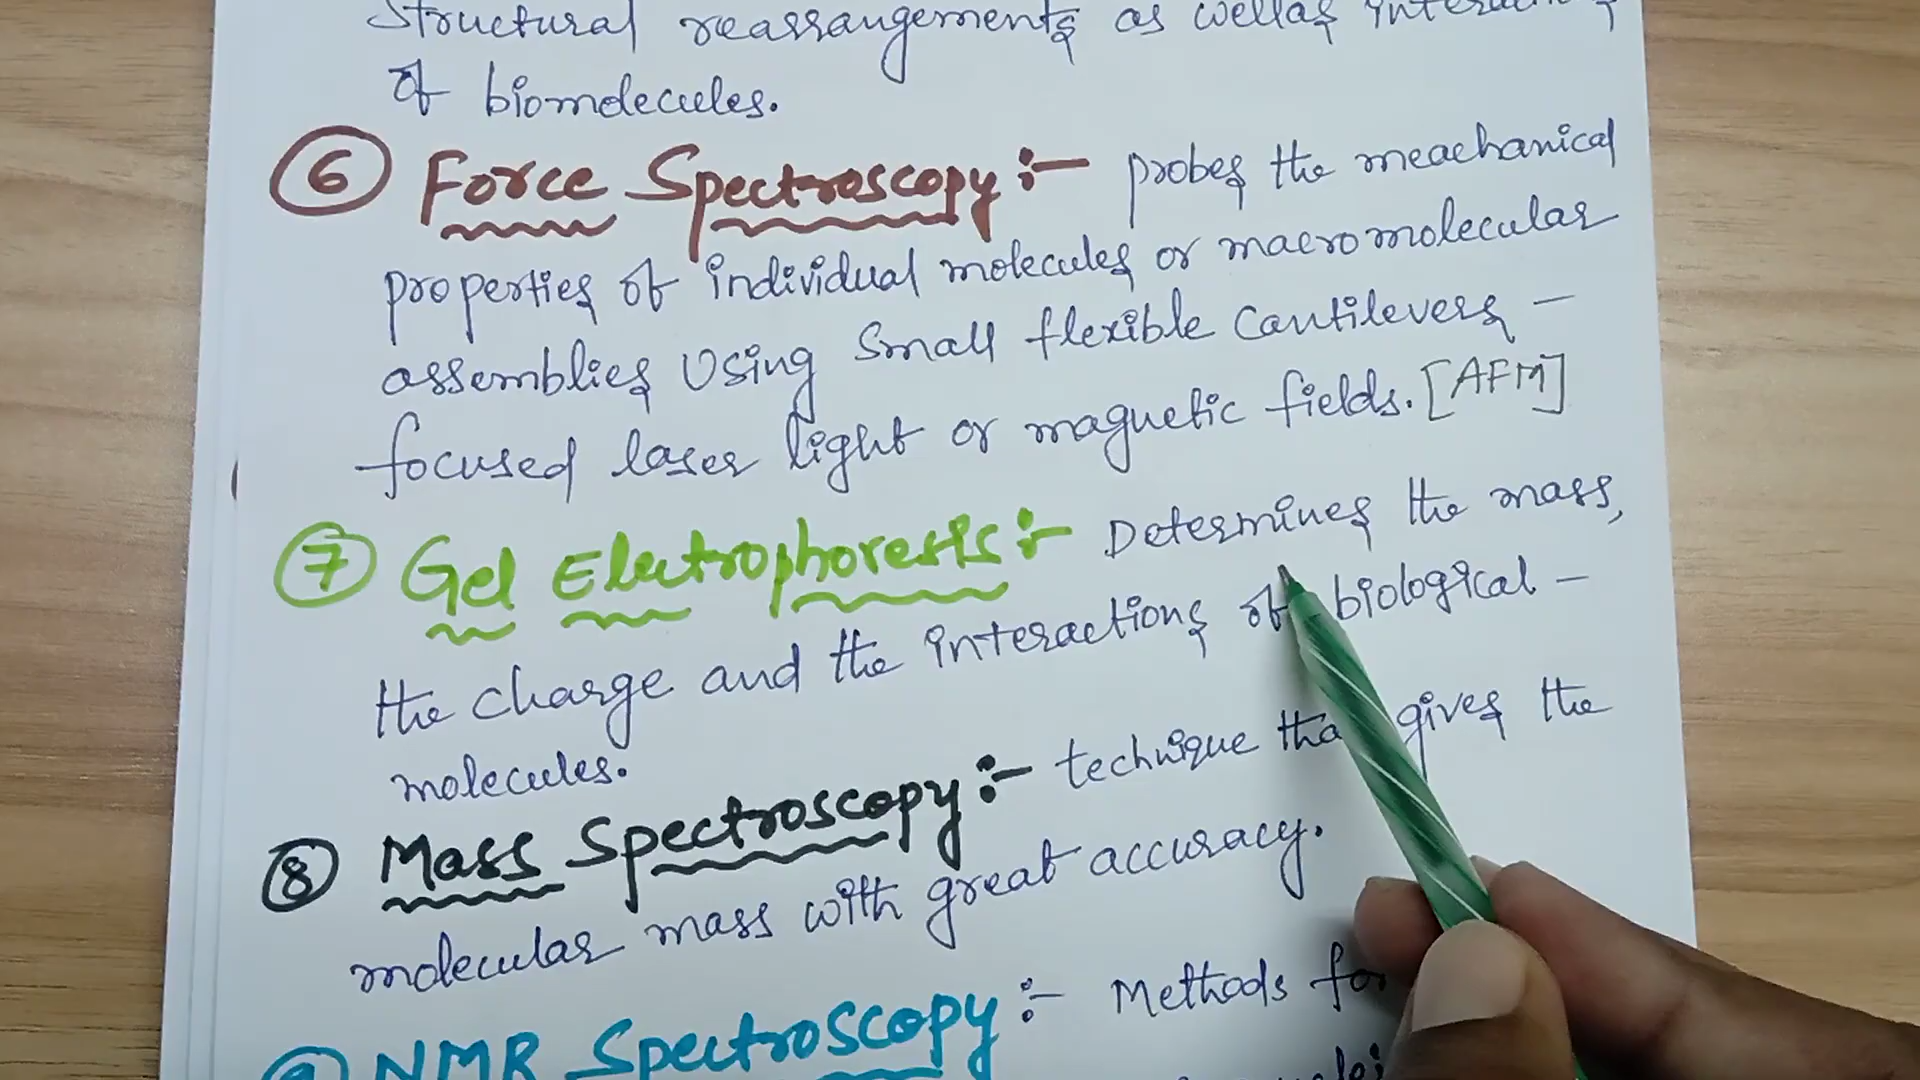 Structural rearrangements as wellas
of biomolecules.
6 Force Spectroscopy :- probes the meachanical
properties of individual molecules or macromolecular
assemblies Using Small flexible Cantilevers -
focused laser light or magnetic fields. [AFM]
7 Gel Electrophoresis :- Determines the mass,
the charge and the interactions of biological -
molecules.
8 Mass Spectroscopy :- technique that gives the
molecular mass with great accuracy.
9 NMR Spectroscopy :- Methods for